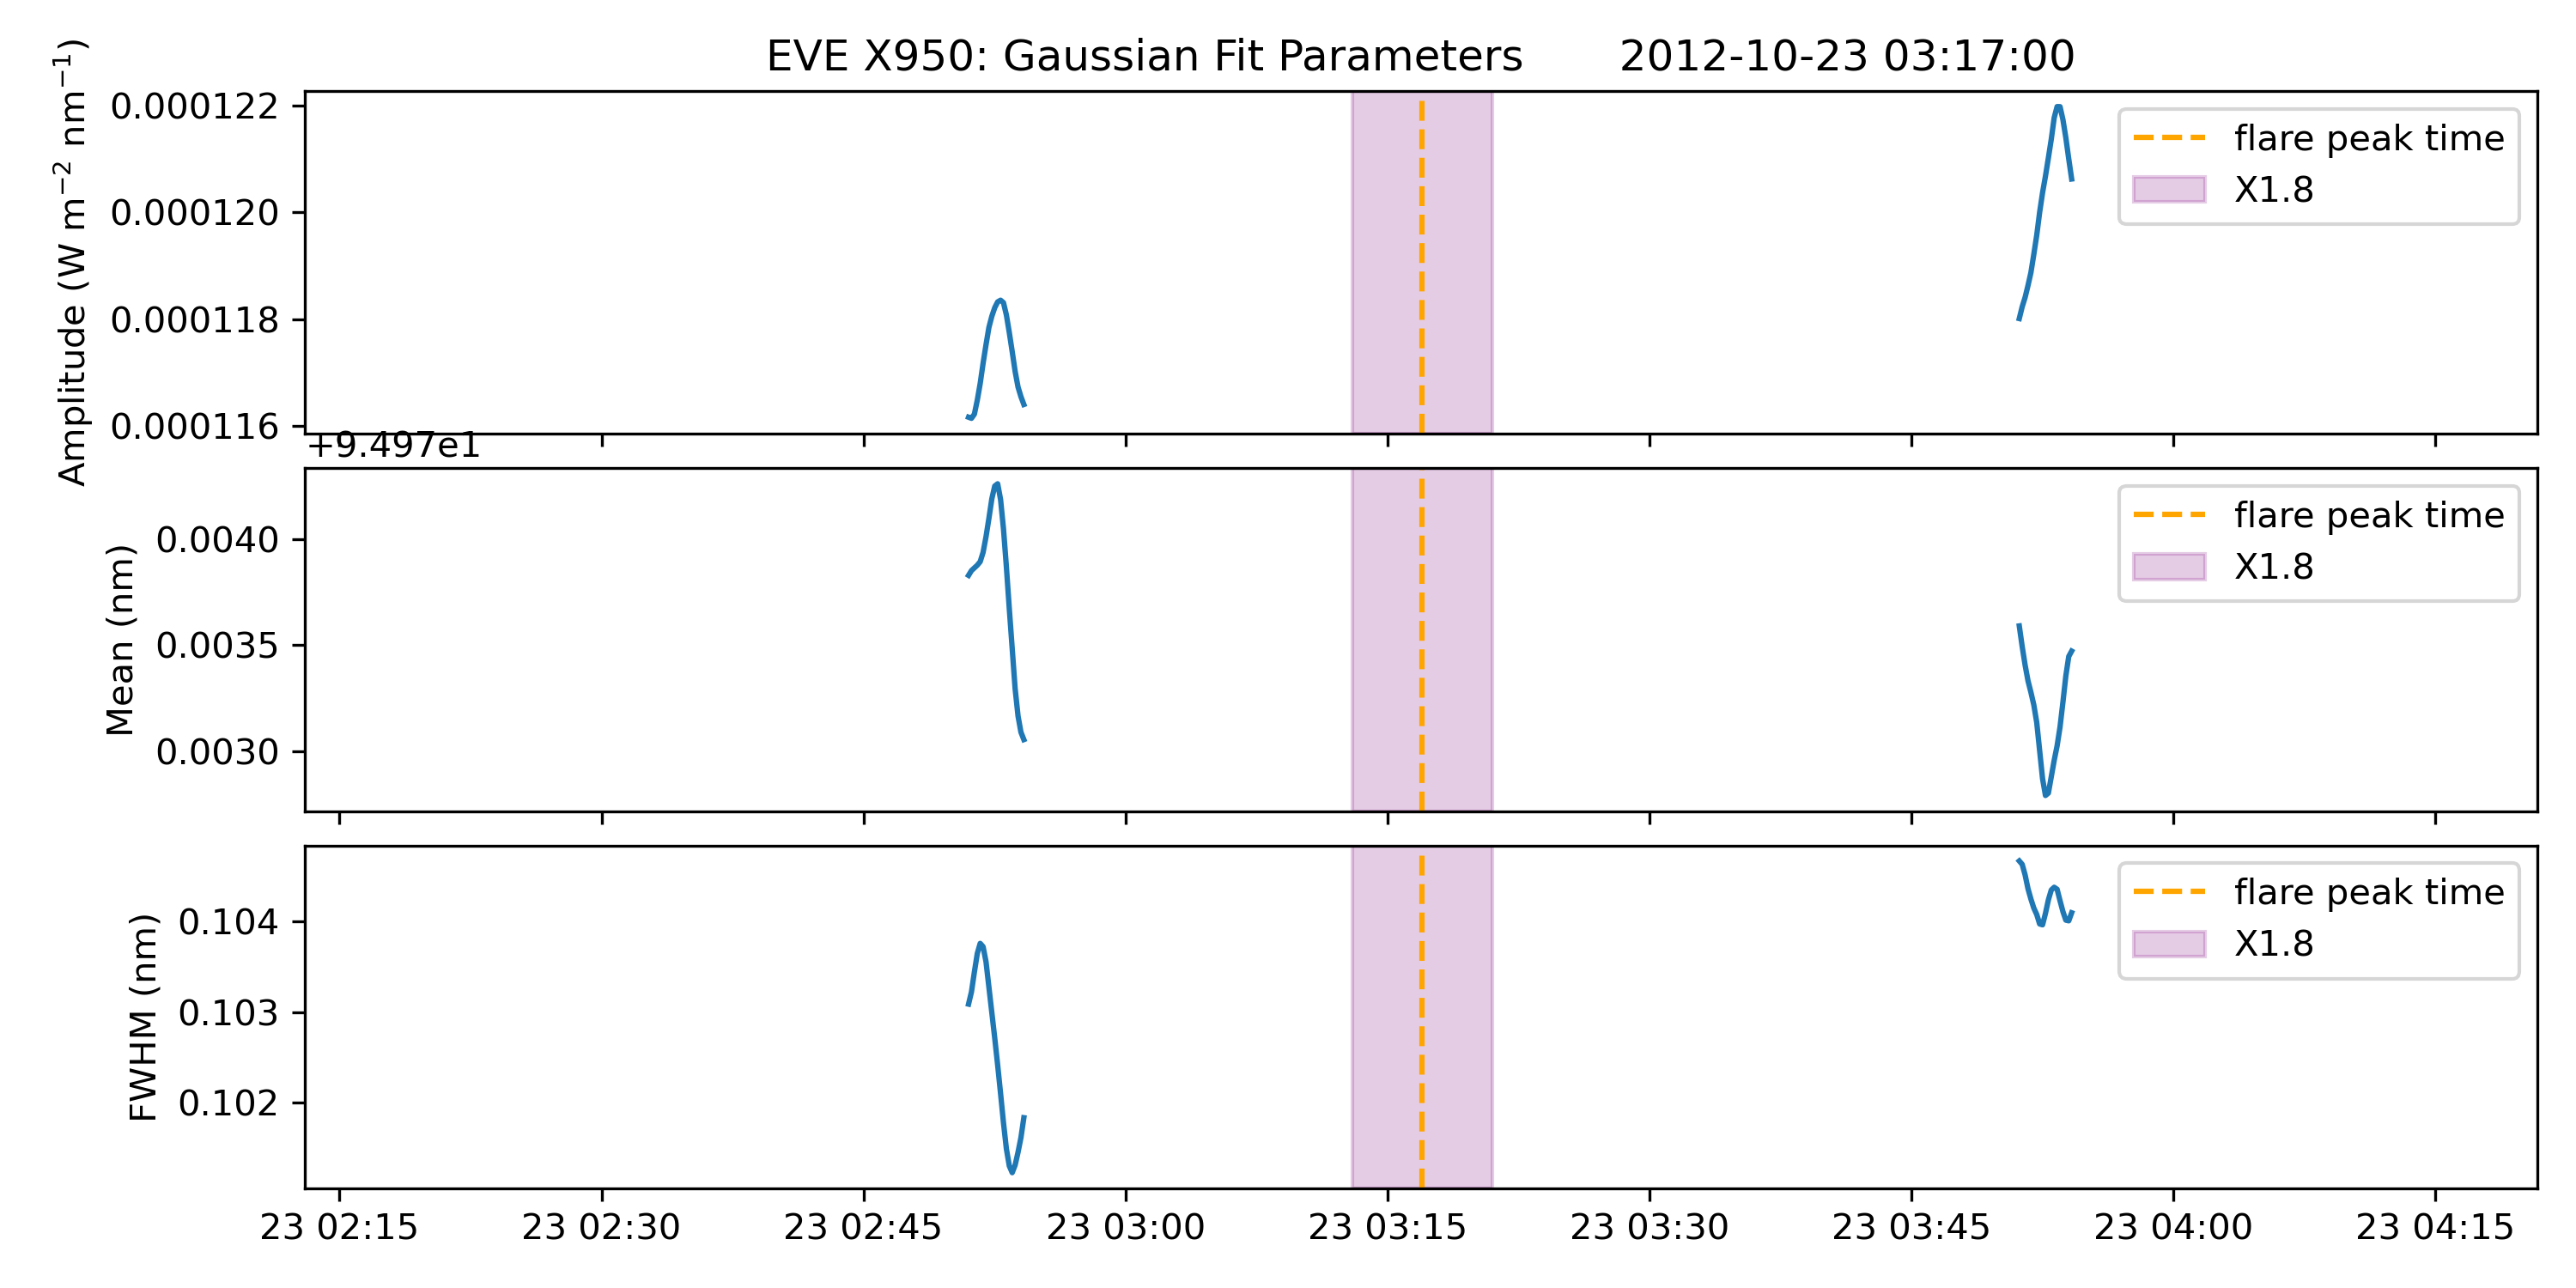 EVE X950: Gaussian Fit Parameters 2012-10-23 03:17:00
Amplitude (W m⁻² nm⁻¹)
0.000122
0.000120
0.000118
0.000116
flare peak time
X1.8
+9.497e1
Mean (nm)
0.0040
0.0035
0.0030
flare peak time
X1.8
FWHM (nm)
0.104
0.103
0.102
flare peak time
X1.8
23 02:15 23 02:30 23 02:45 23 03:00 23 03:15 23 03:30 23 03:45 23 04:00 23 04:15